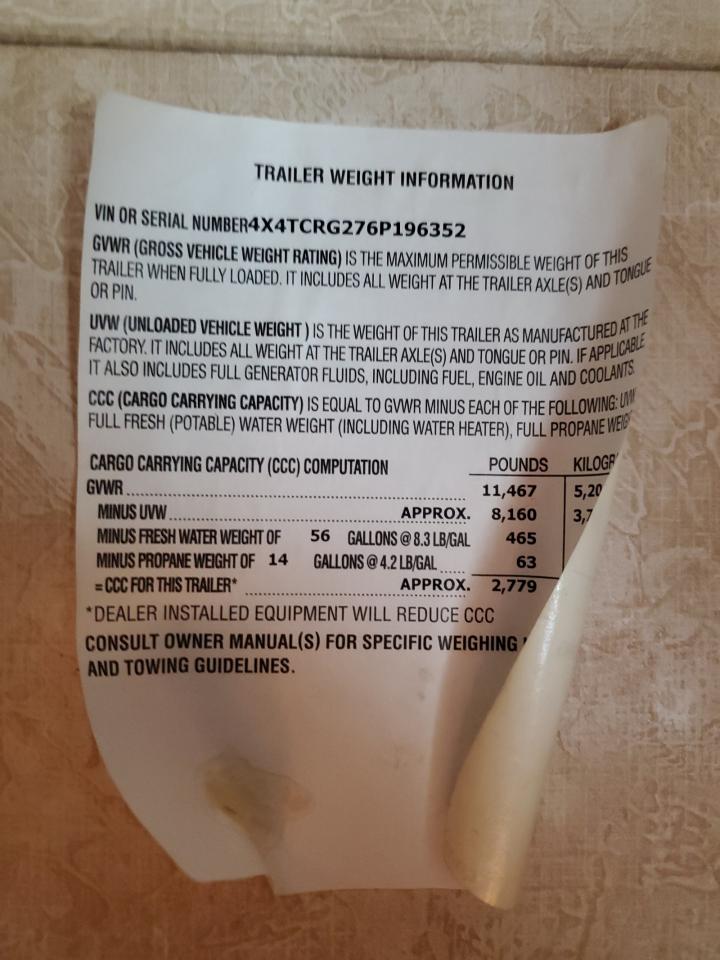 TRAILER WEIGHT INFORMATION
VIN OR SERIAL NUMBER4X4TCRG276P196352
GVWR (GROSS VEHICLE WEIGHT RATING) IS THE MAXIMUM PERMISSIBLE WEIGHT OF THIS
TRAILER WHEN FULLY LOADED. IT INCLUDES ALL WEIGHT AT THE TRAILER AXLE(S) AND TONGUE
OR PIN.
UVW (UNLOADED VEHICLE WEIGHT ) IS THE WEIGHT OF THIS TRAILER AS MANUFACTURED AT THE
FACTORY. IT INCLUDES ALL WEIGHT AT THE TRAILER AXLE(S) AND TONGUE OR PIN. IF APPLICABLE
IT ALSO INCLUDES FULL GENERATOR FLUIDS, INCLUDING FUEL, ENGINE OIL AND COOLANTS.
CCC (CARGO CARRYING CAPACITY) IS EQUAL TO GVWR MINUS EACH OF THE FOLLOWING: UVW
FULL FRESH (POTABLE) WATER WEIGHT (INCLUDING WATER HEATER), FULL PROPANE
CARGO CARRYING CAPACITY (CCC) COMPUTATION POUNDS
GVWR 11,467
MINUS UVW APPROX. 8,160
MINUS FRESH WATER WEIGHT OF 56 GALLONS @ 8.3 LB/GAL 465
MINUS PROPANE WEIGHT OF 14 GALLONS @ 4.2 LB/GAL 63
= CCC FOR THIS TRAILER* APPROX. 2,779
*DEALER INSTALLED EQUIPMENT WILL REDUCE CCC
CONSULT OWNER MANUAL(S) FOR SPECIFIC WEIGHING
AND TOWING GUIDELINES.